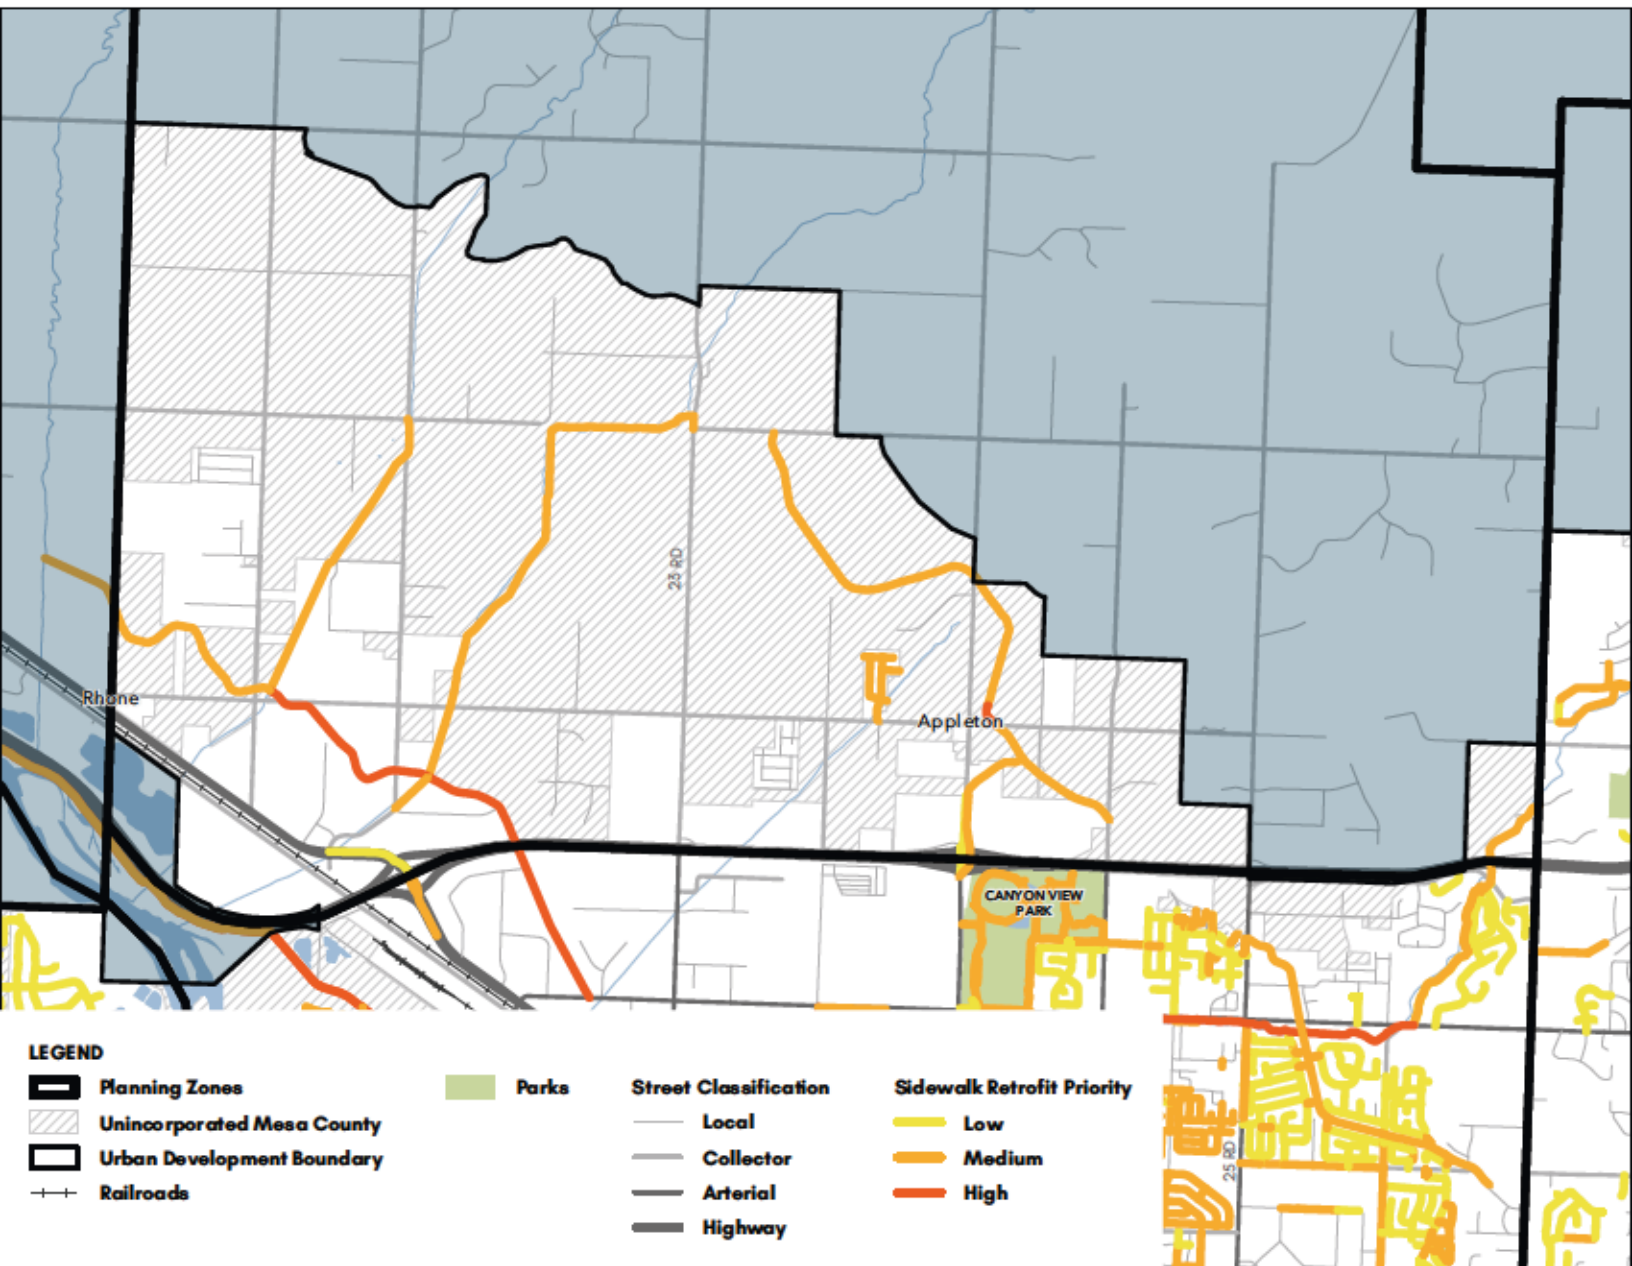 23 RD
Rhone
Appleton
CANYON VIEW
PARK
LEGEND
Planning Zones
Unincorporated Mesa County
Urban Development Boundary
Railroads
Parks
Street Classification
Local
Collector
Arterial
Highway
Sidewalk Retrofit Priority
Low
Medium
High
25 RD